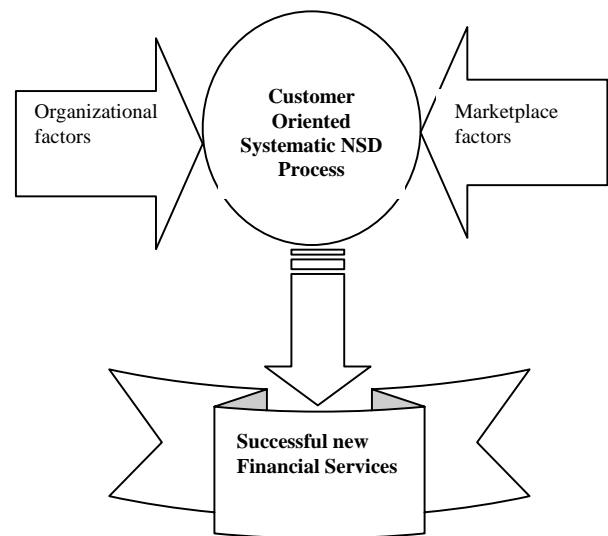 Organizational
factors
Customer
Oriented
Systematic NSD
Process
Marketplace
factors
Successful new
Financial Services